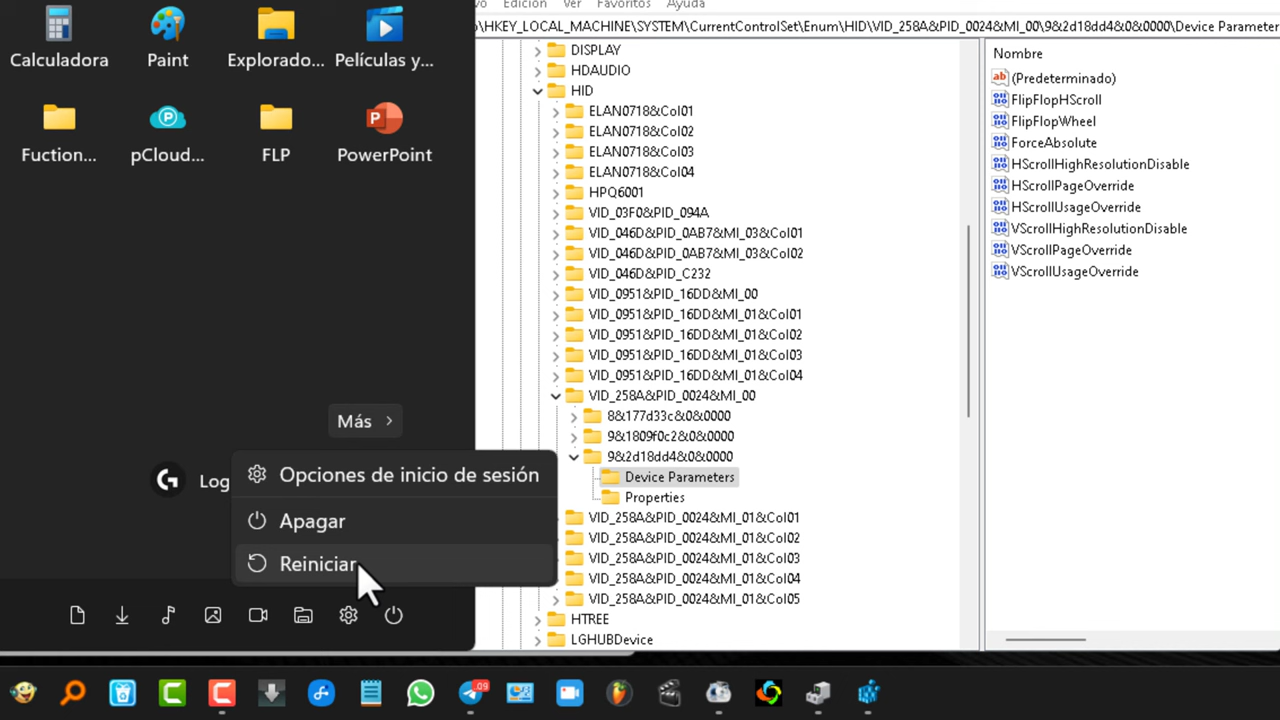 Calculadora
Paint
Explorado...
Películas y...
Fuction...
pCloud...
FLP
PowerPoint
Más
Log
Opciones de inicio de sesión
Apagar
Reiniciar
Edición
Ver
Favoritos
Ayuda
\HKEY_LOCAL_MACHINE\SYSTEM\CurrentControlSet\Enum\HID\VID_258A&PID_0024&MI_00\9&2d18dd4&0&0000\Device Parameter
DISPLAY
HDAUDIO
HID
ELAN0718&Col01
ELAN0718&Col02
ELAN0718&Col03
ELAN0718&Col04
HPQ6001
VID_03F0&PID_094A
VID_046D&PID_0AB7&MI_03&Col01
VID_046D&PID_0AB7&MI_03&Col02
VID_046D&PID_C232
VID_0951&PID_16DD&MI_00
VID_0951&PID_16DD&MI_01&Col01
VID_0951&PID_16DD&MI_01&Col02
VID_0951&PID_16DD&MI_01&Col03
VID_0951&PID_16DD&MI_01&Col04
VID_258A&PID_0024&MI_00
8&177d33c&0&0000
9&1809f0c2&0&0000
9&2d18dd4&0&0000
Device Parameters
Properties
VID_258A&PID_0024&MI_01&Col01
VID_258A&PID_0024&MI_01&Col02
VID_258A&PID_0024&MI_01&Col03
VID_258A&PID_0024&MI_01&Col04
VID_258A&PID_0024&MI_01&Col05
HTREE
LGHUBDevice
Nombre
(Predeterminado)
FlipFlopHScroll
FlipFlopWheel
ForceAbsolute
HScrollHighResolutionDisable
HScrollPageOverride
HScrollUsageOverride
VScrollHighResolutionDisable
VScrollPageOverride
VScrollUsageOverride